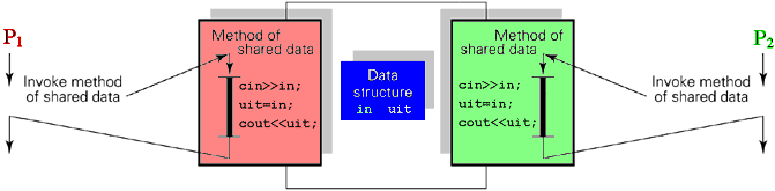 P1
Invoke method
of shared data
Method of
shared data
cin>>in;
uit=in;
cout<<uit;
Data
structure
in uit
Method of
shared data
cin>>in;
uit=in;
cout<<uit;
P2
Invoke method
of shared data